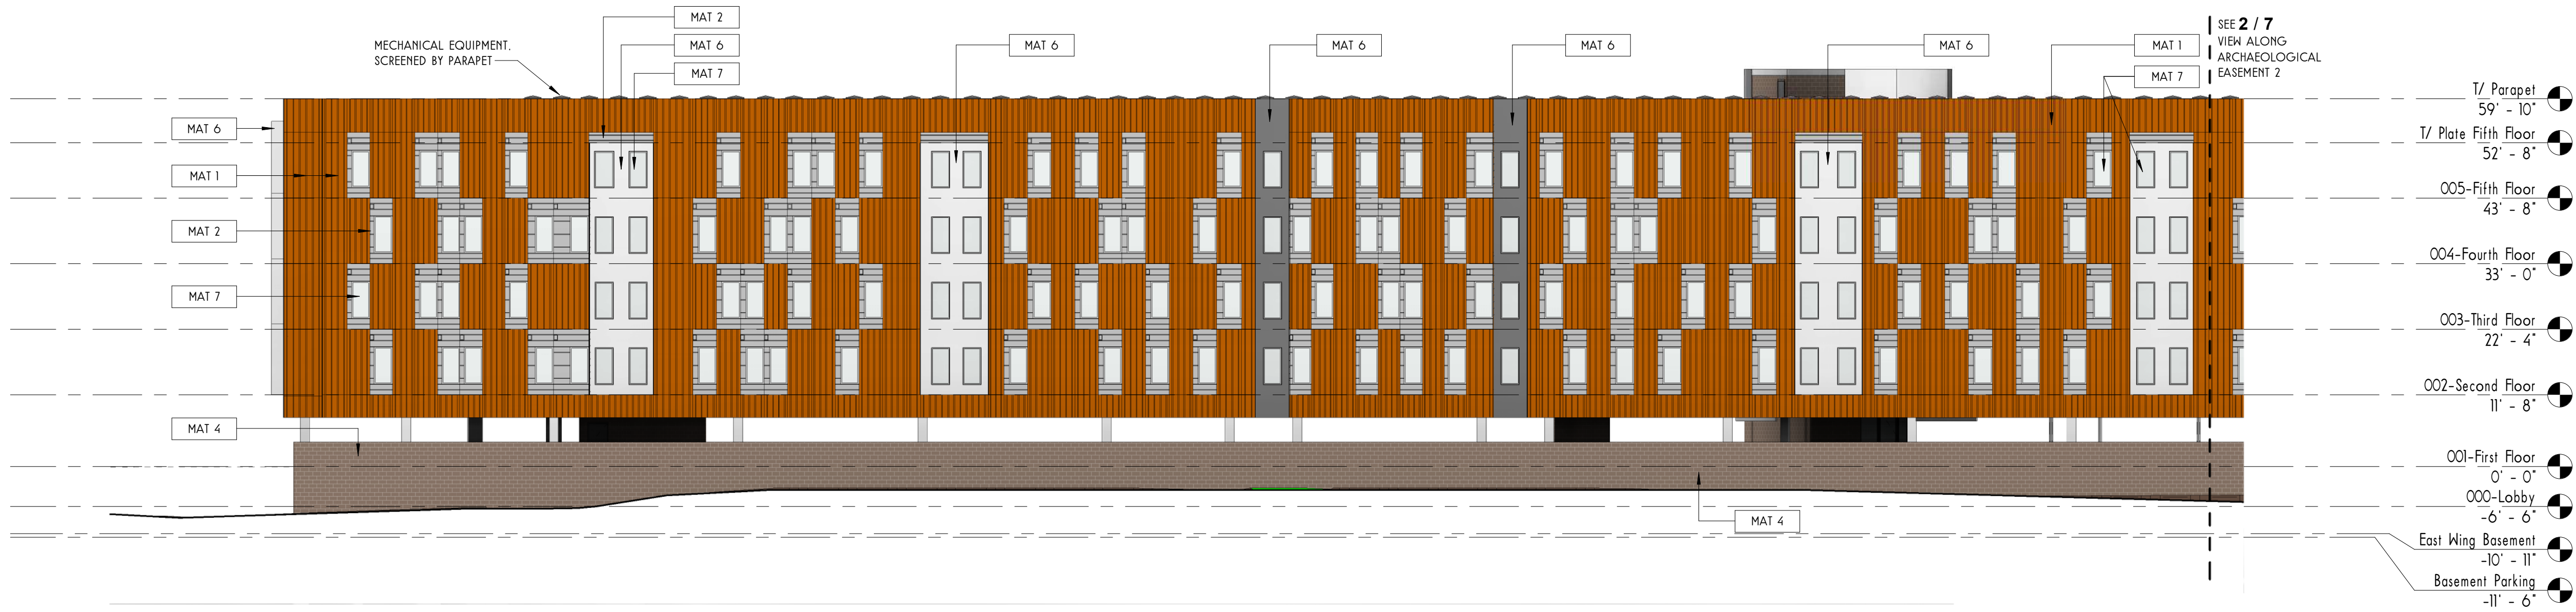 MAT 2
SEE 2 / 7
VIEW ALONG
ARCHAEOLOGICAL
EASEMENT 2
MECHANICAL EQUIPMENT,
SCREENED BY PARAPET
MAT 6
MAT 6
MAT 6
MAT 6
MAT 6
MAT 1
MAT 7
MAT 7
T/ Parapet
59' - 10"
MAT 6
T/ Plate Fifth Floor
52' - 8"
MAT 1
005-Fifth Floor
43' - 8"
MAT 2
004-Fourth Floor
33' - 0"
MAT 7
003-Third Floor
22' - 4"
002-Second Floor
11' - 8"
MAT 4
001-First Floor
0' - 0"
000-Lobby
-6' - 6"
MAT 4
East Wing Basement
-10' - 11"
Basement Parking
-11' - 6"